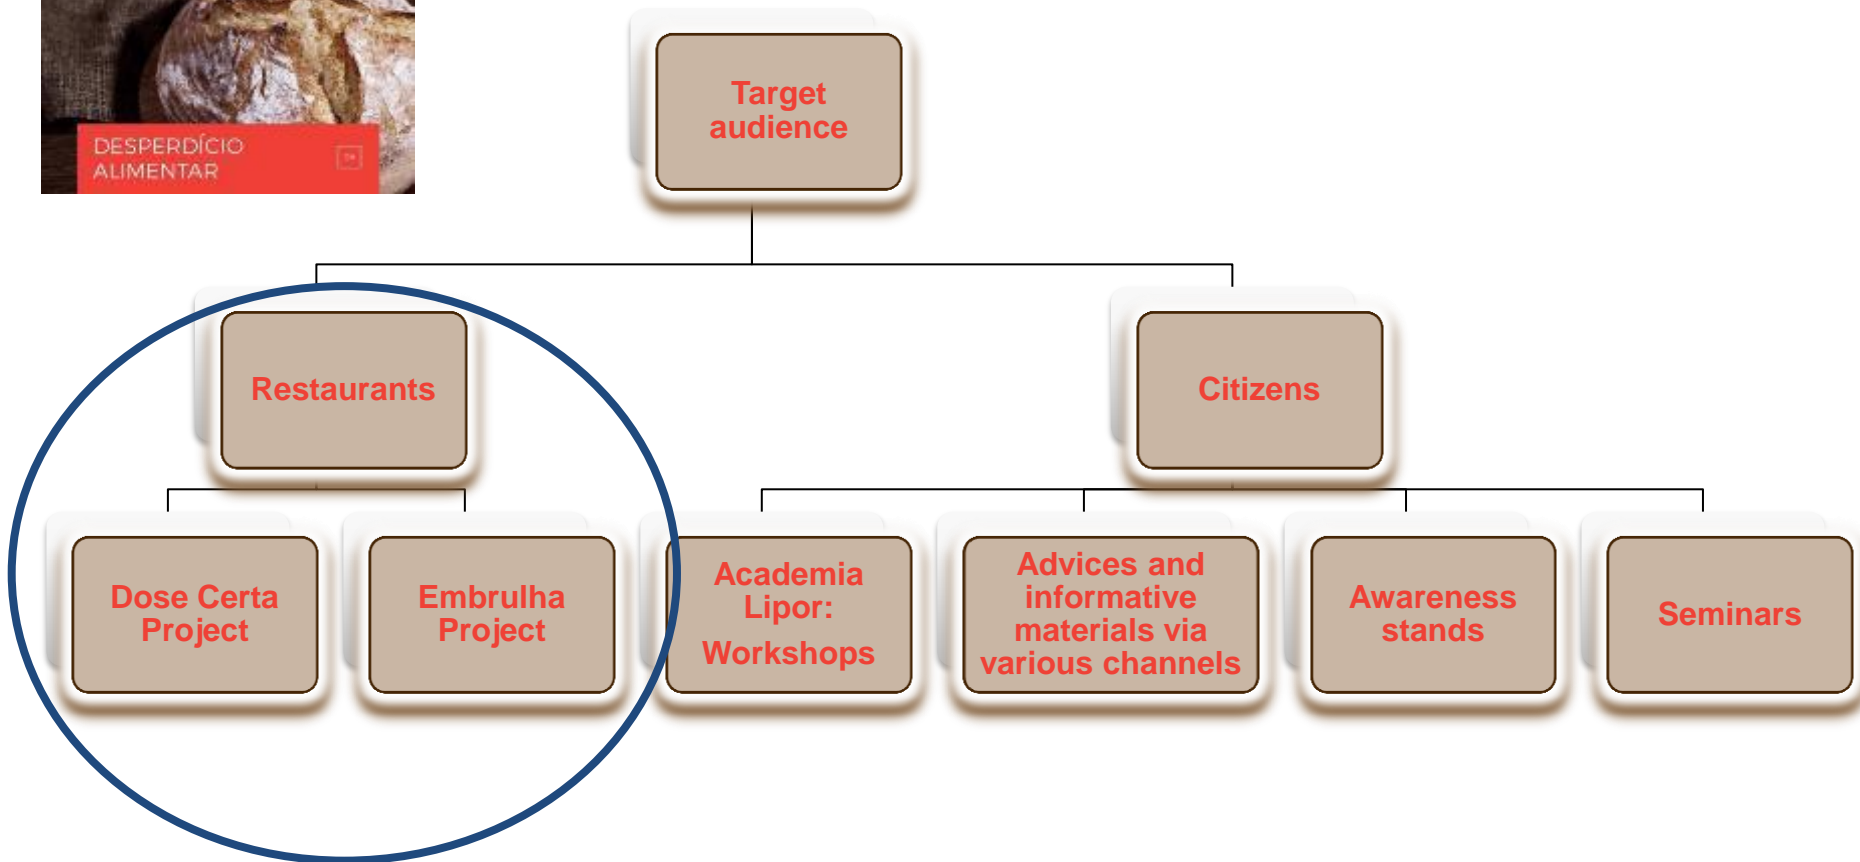 DESPERDÍCIO
ALIMENTAR
Target
audience
Restaurants
Citizens
Dose Certa
Project
Embrulha
Project
Academia
Lipor:
Workshops
Advices and
informative
materials via
various channels
Awareness
stands
Seminars